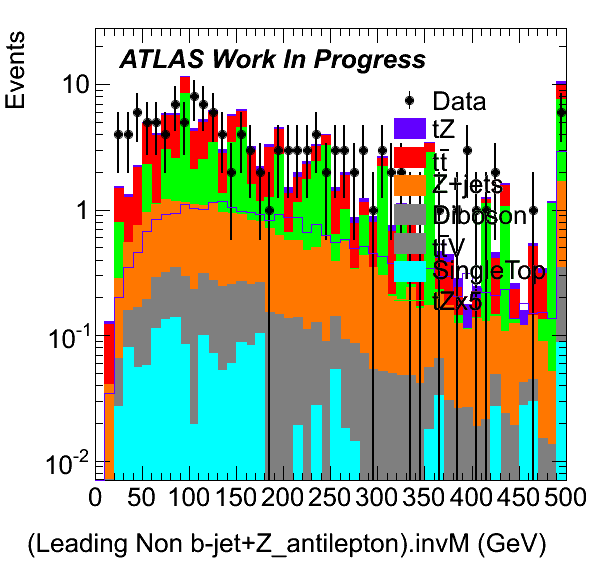 Events
ATLAS Work In Progress
Data
tZ
tt̄
Z+jets
Diboson
ttV
SingleTop
tZx5
10
1
10⁻¹
10⁻²
0 50 100 150 200 250 300 350 400 450 500
(Leading Non b-jet+Z_antilepton).invM (GeV)